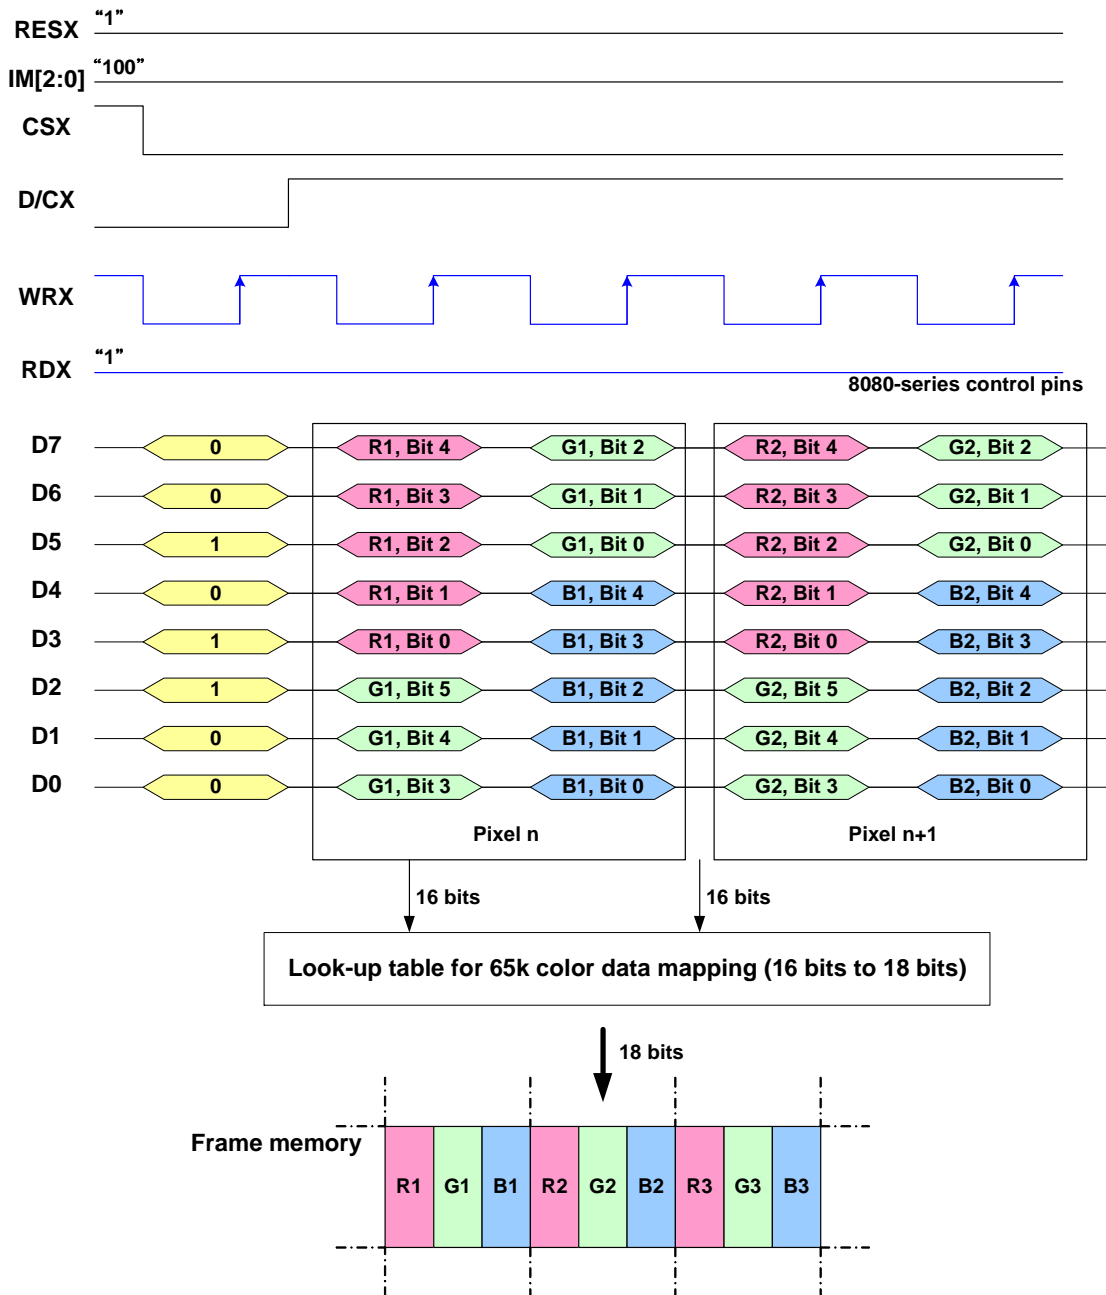 RESX “1”
IM[2:0] “100”
CSX
D/CX
WRX
RDX “1”
8080-series control pins
D7 0 R1, Bit 4 G1, Bit 2 R2, Bit 4 G2, Bit 2
D6 0 R1, Bit 3 G1, Bit 1 R2, Bit 3 G2, Bit 1
D5 1 R1, Bit 2 G1, Bit 0 R2, Bit 2 G2, Bit 0
D4 0 R1, Bit 1 B1, Bit 4 R2, Bit 1 B2, Bit 4
D3 1 R1, Bit 0 B1, Bit 3 R2, Bit 0 B2, Bit 3
D2 1 G1, Bit 5 B1, Bit 2 G2, Bit 5 B2, Bit 2
D1 0 G1, Bit 4 B1, Bit 1 G2, Bit 4 B2, Bit 1
D0 0 G1, Bit 3 B1, Bit 0 G2, Bit 3 B2, Bit 0
Pixel n Pixel n+1
16 bits 16 bits
Look-up table for 65k color data mapping (16 bits to 18 bits)
18 bits
Frame memory
R1 G1 B1 R2 G2 B2 R3 G3 B3